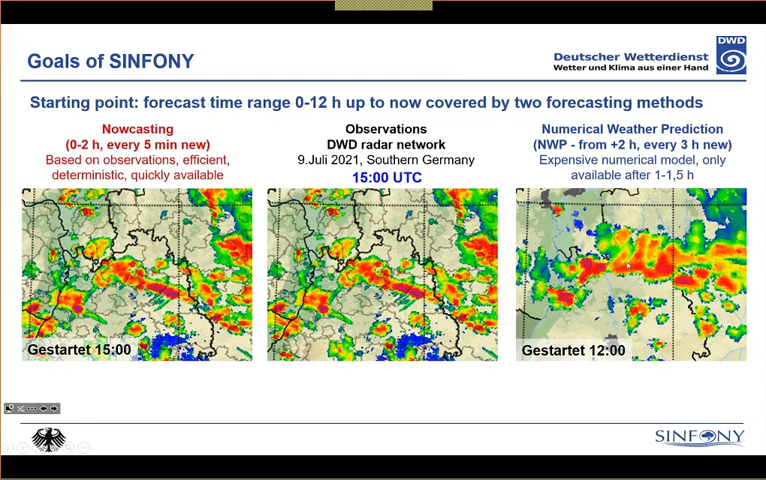 Goals of SINFONY
DWD
Deutscher Wetterdienst
Wetter und Klima aus einer Hand
Starting point: forecast time range 0-12 h up to now covered by two forecasting methods
Nowcasting
(0-2 h, every 5 min new)
Based on observations, efficient,
deterministic, quickly available
Observations
DWD radar network
9.Juli 2021, Southern Germany
15:00 UTC
Numerical Weather Prediction
(NWP - from +2 h, every 3 h new)
Expensive numerical model, only
available after 1-1,5 h
Gestartet 15:00
Gestartet 12:00
SINFONY